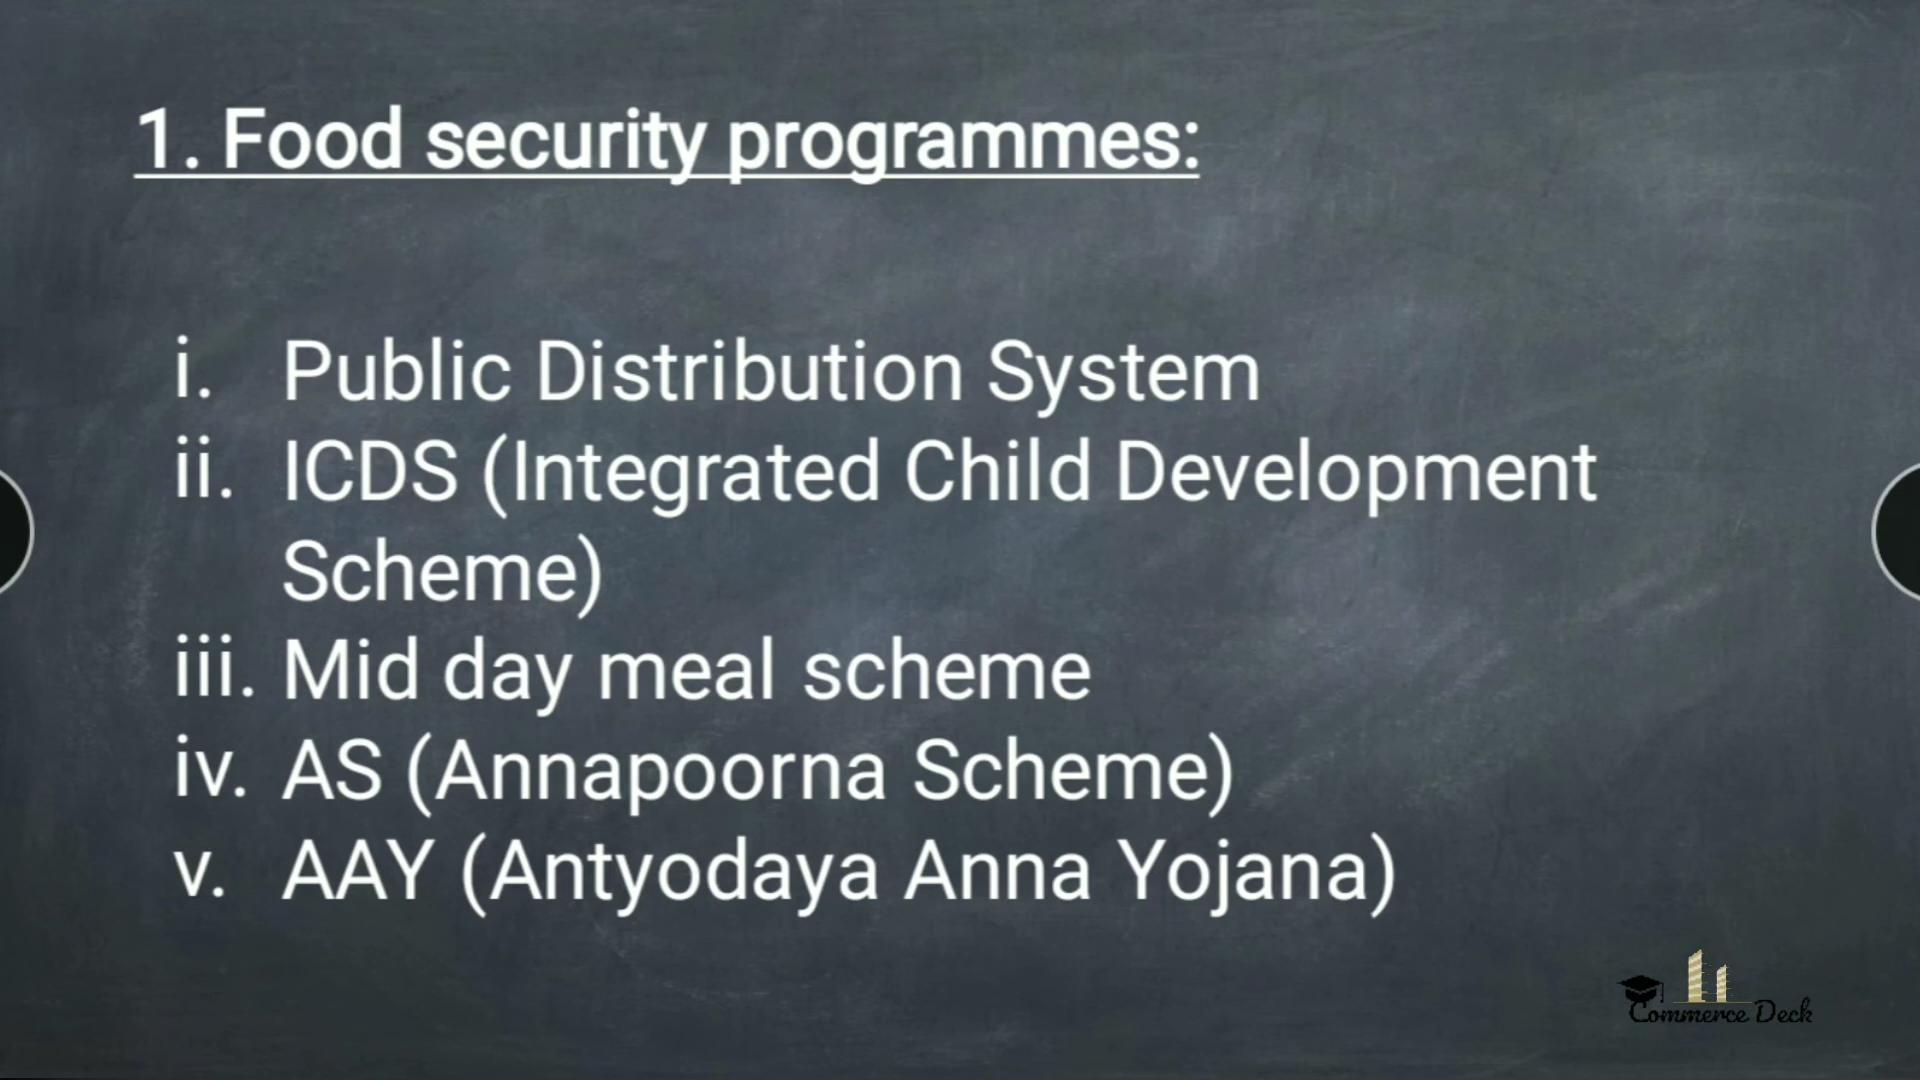 1. Food security programmes:
i. Public Distribution System
ii. ICDS (Integrated Child Development
Scheme)
iii. Mid day meal scheme
iv. AS (Annapoorna Scheme)
v. AAY (Antyodaya Anna Yojana)
Commerce Deck